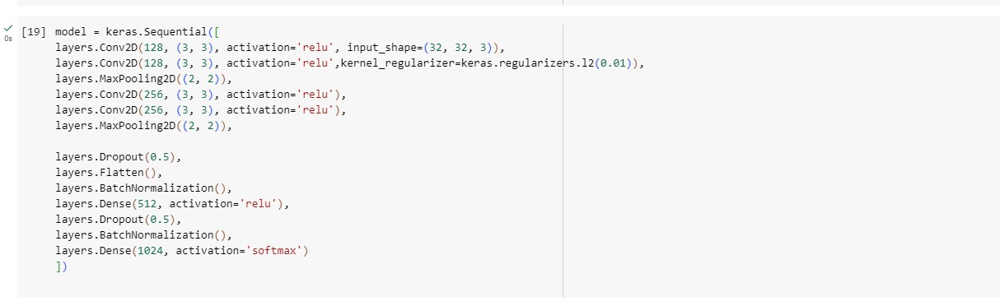 [19] model = keras.Sequential([
layers.Conv2D(128, (3, 3), activation='relu', input_shape=(32, 32, 3)),
layers.Conv2D(128, (3, 3), activation='relu',kernel_regularizer=keras.regularizers.l2(0.01)),
layers.MaxPooling2D((2, 2)),
layers.Conv2D(256, (3, 3), activation='relu'),
layers.Conv2D(256, (3, 3), activation='relu'),
layers.MaxPooling2D((2, 2)),
layers.Dropout(0.5),
layers.Flatten(),
layers.BatchNormalization(),
layers.Dense(512, activation='relu'),
layers.Dropout(0.5),
layers.BatchNormalization(),
layers.Dense(1024, activation='softmax')
])
0s